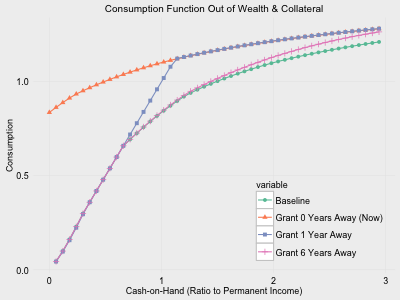 Consumption Function Out of Wealth & Collateral
Consumption
1.0
0.5
0.0
variable
Baseline
Grant 0 Years Away (Now)
Grant 1 Year Away
Grant 6 Years Away
0 1 2 3
Cash-on-Hand (Ratio to Permanent Income)